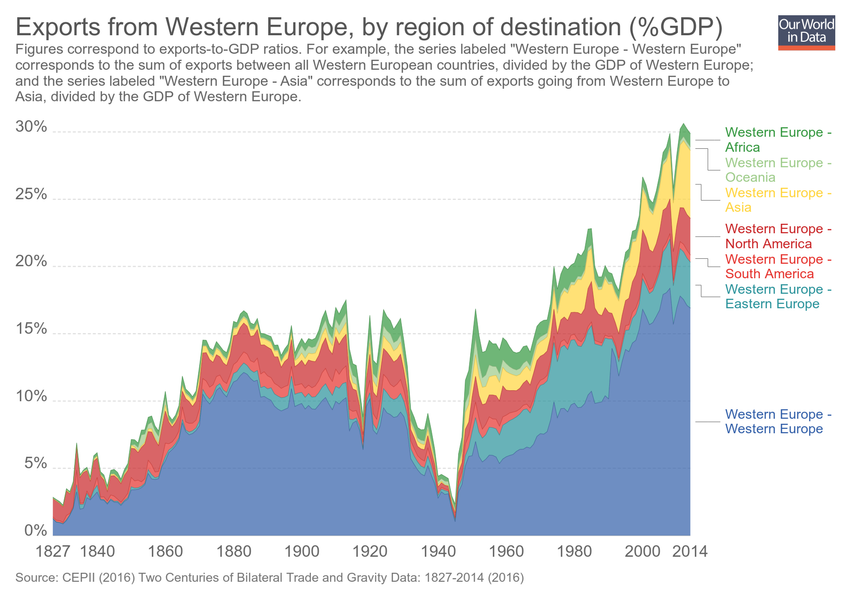 Exports from Western Europe, by region of destination (%GDP)
Our World
in Data
Figures correspond to exports-to-GDP ratios. For example, the series labeled "Western Europe - Western Europe"
corresponds to the sum of exports between all Western European countries, divided by the GDP of Western Europe;
and the series labeled "Western Europe - Asia" corresponds to the sum of exports going from Western Europe to
Asia, divided by the GDP of Western Europe.
30%
25%
20%
15%
10%
5%
0%
Western Europe -
Africa
Western Europe -
Oceania
Western Europe -
Asia
Western Europe -
North America
Western Europe -
South America
Western Europe -
Eastern Europe
Western Europe -
Western Europe
1827 1840 1860 1880 1900 1920 1940 1960 1980 2000 2014
Source: CEPII (2016) Two Centuries of Bilateral Trade and Gravity Data: 1827-2014 (2016)